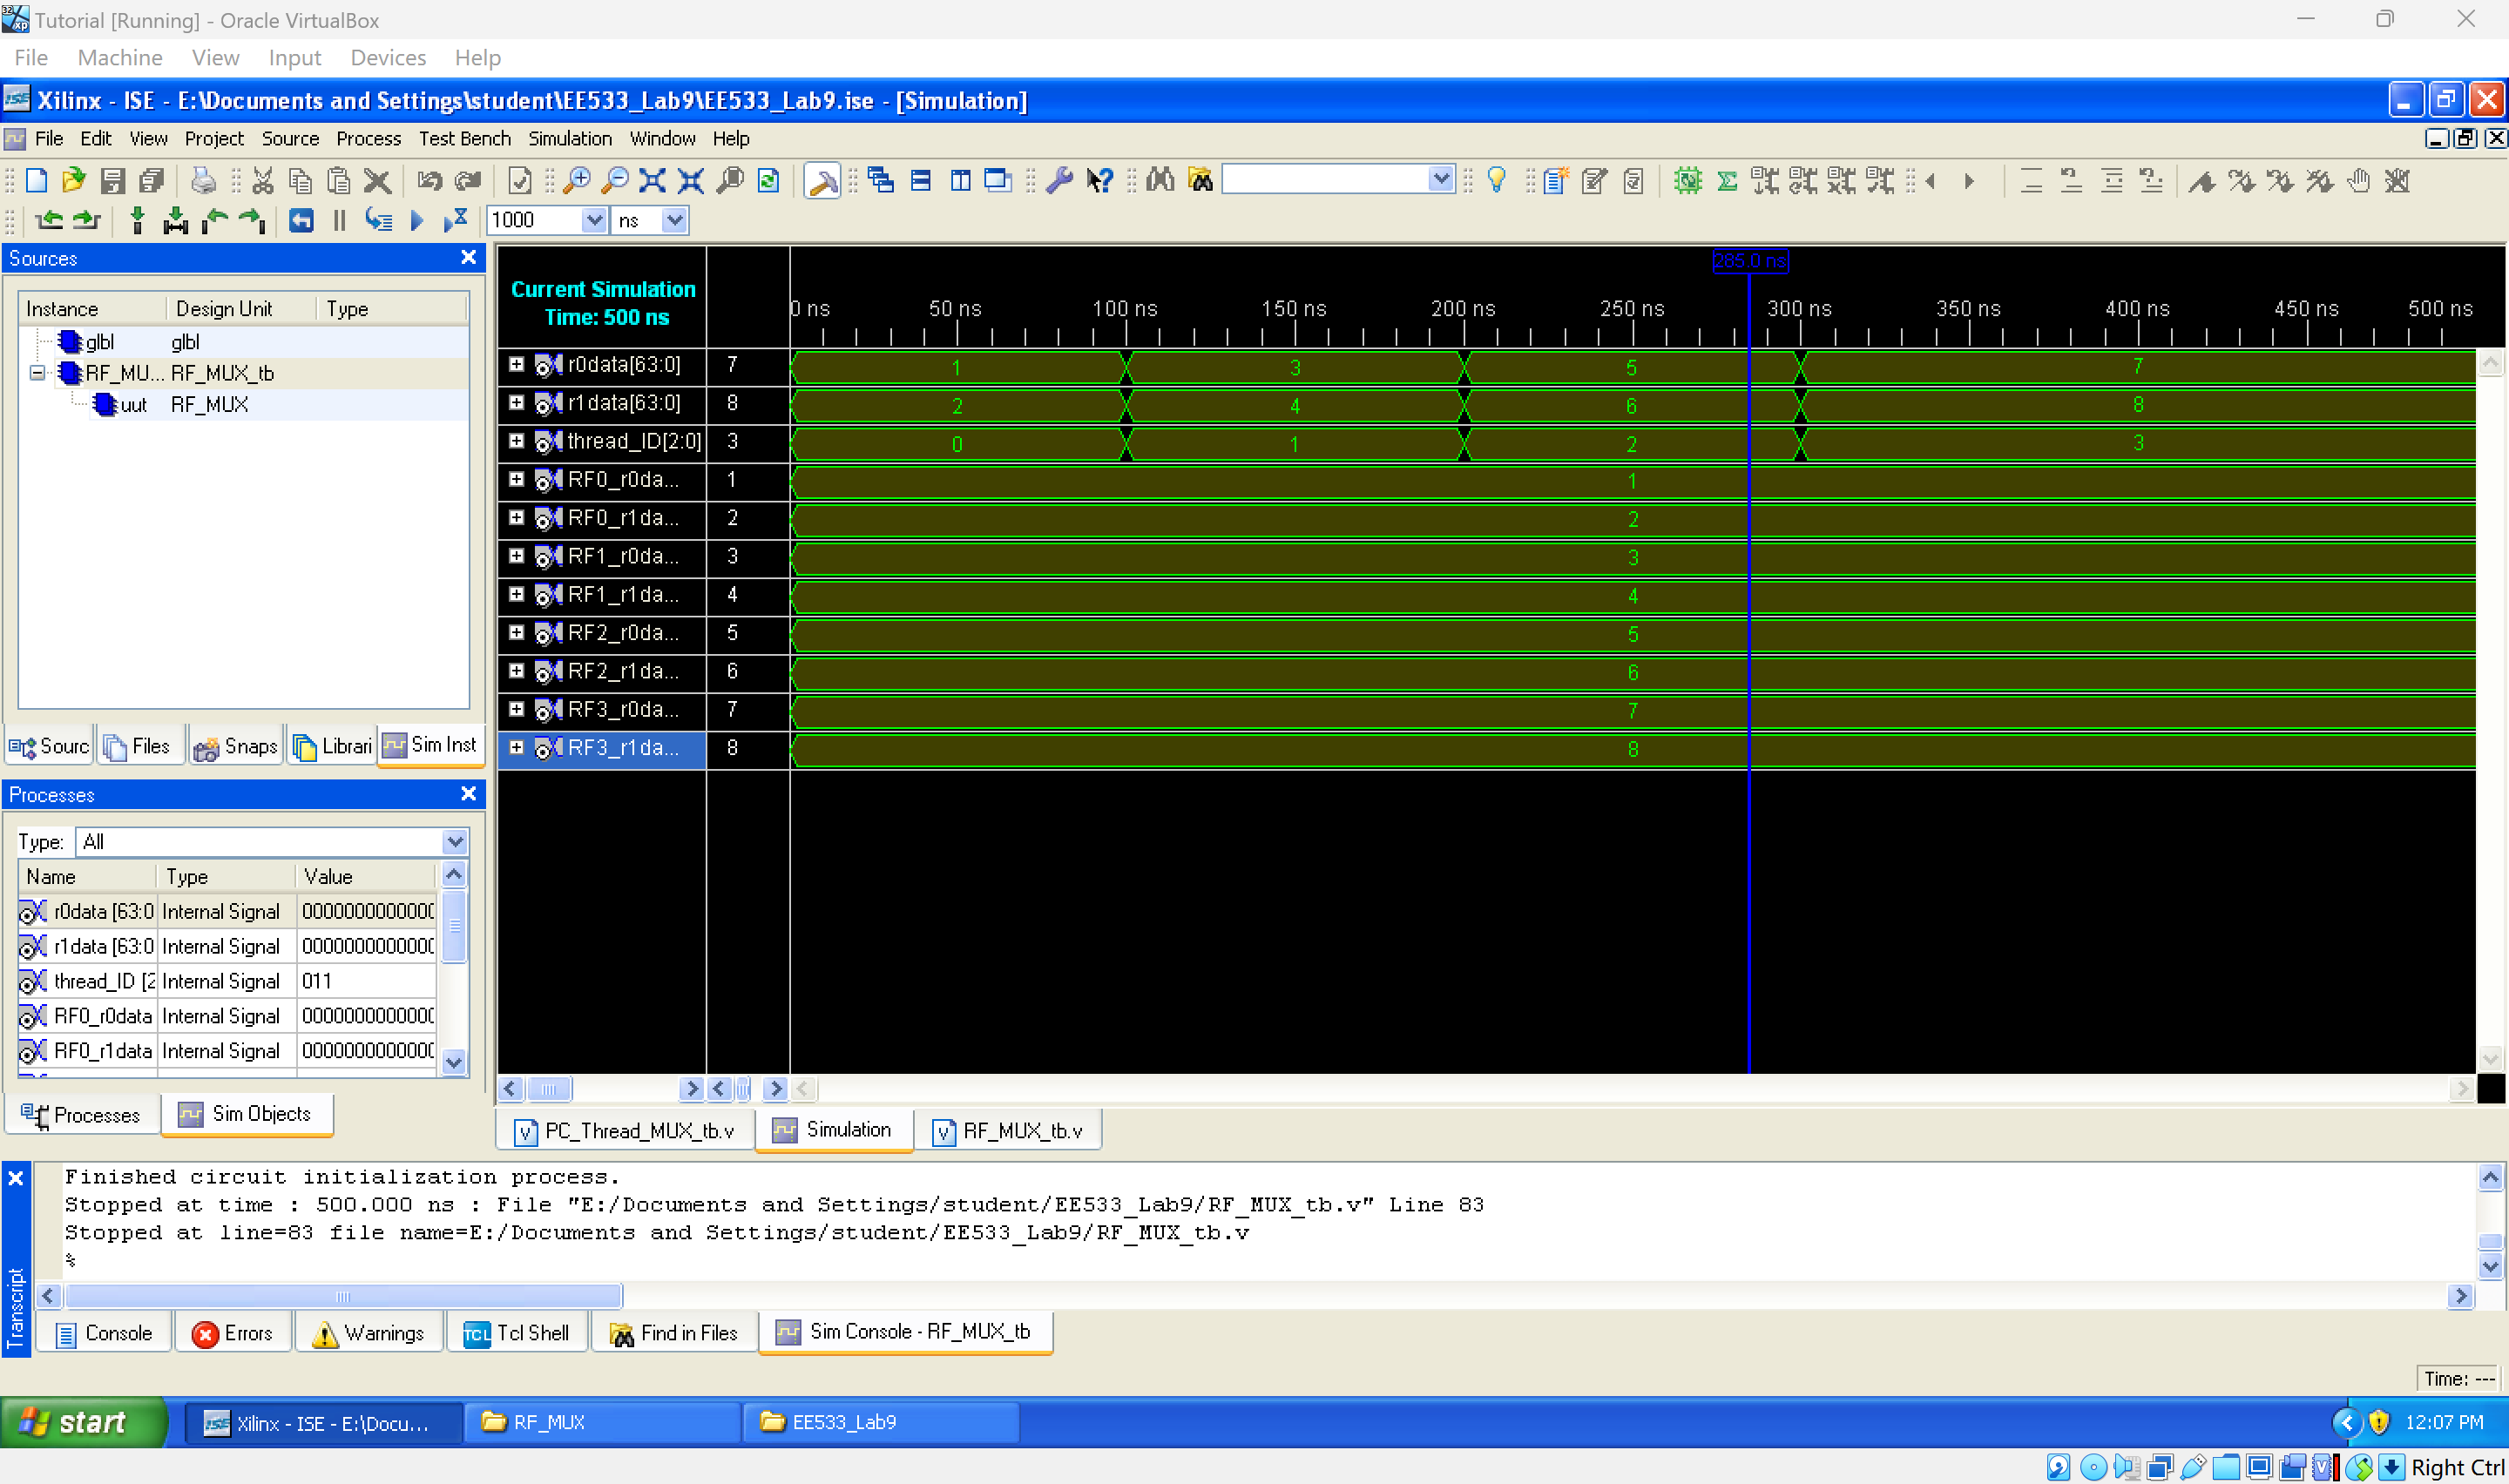 Tutorial [Running] - Oracle VirtualBox
File Machine View Input Devices Help
Xilinx - ISE - E:\Documents and Settings\student\EE533_Lab9\EE533_Lab9.ise - [Simulation]
File Edit View Project Source Process Test Bench Simulation Window Help
1000 ns
Sources
Instance Design Unit Type
glbl glbl
RF_MU... RF_MUX_tb
uut RF_MUX
Sourc Files Snaps Librari Sim Inst
Processes
Type: All
Name Type Value
r0data [63:0 Internal Signal 0000000000000
r1data [63:0 Internal Signal 0000000000000
thread_ID [2 Internal Signal 011
RF0_r0data Internal Signal 0000000000000
RF0_r1data Internal Signal 0000000000000
Processes Sim Objects
285.0 ns
Current Simulation
Time: 500 ns
0 ns 50 ns 100 ns 150 ns 200 ns 250 ns 300 ns 350 ns 400 ns 450 ns 500 ns
r0data[63:0] 7 1 3 5 7
r1data[63:0] 8 2 4 6 8
thread_ID[2:0] 3 0 1 2 3
RF0_r0da... 1 1
RF0_r1da... 2 2
RF1_r0da... 3 3
RF1_r1da... 4 4
RF2_r0da... 5 5
RF2_r1da... 6 6
RF3_r0da... 7 7
RF3_r1da... 8 8
PC_Thread_MUX_tb.v Simulation RF_MUX_tb.v
Transcript
Finished circuit initialization process.
Stopped at time : 500.000 ns : File "E:/Documents and Settings/student/EE533_Lab9/RF_MUX_tb.v" Line 83
Stopped at line=83 file name=E:/Documents and Settings/student/EE533_Lab9/RF_MUX_tb.v
%
Console Errors Warnings Tcl Shell Find in Files Sim Console - RF_MUX_tb
Time: ---
start Xilinx - ISE - E:\Docu... RF_MUX EE533_Lab9 12:07 PM
Right Ctrl